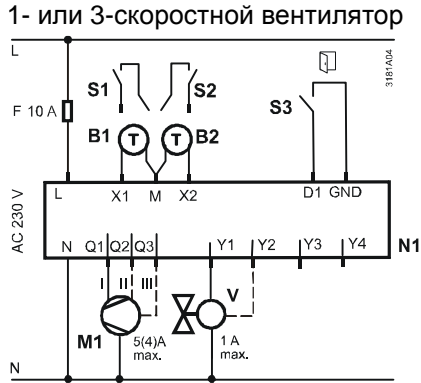 1- или 3-скоростной вентилятор
L
3181A04
S1 S2
S3
F 10 A
B1 T T B2
AC 230 V
L X1 M X2 D1 GND
N1
N Q1 Q2 Q3 Y1 Y2 Y3 Y4
I II III
V
M1
5(4)A
max.
1 A
max.
N